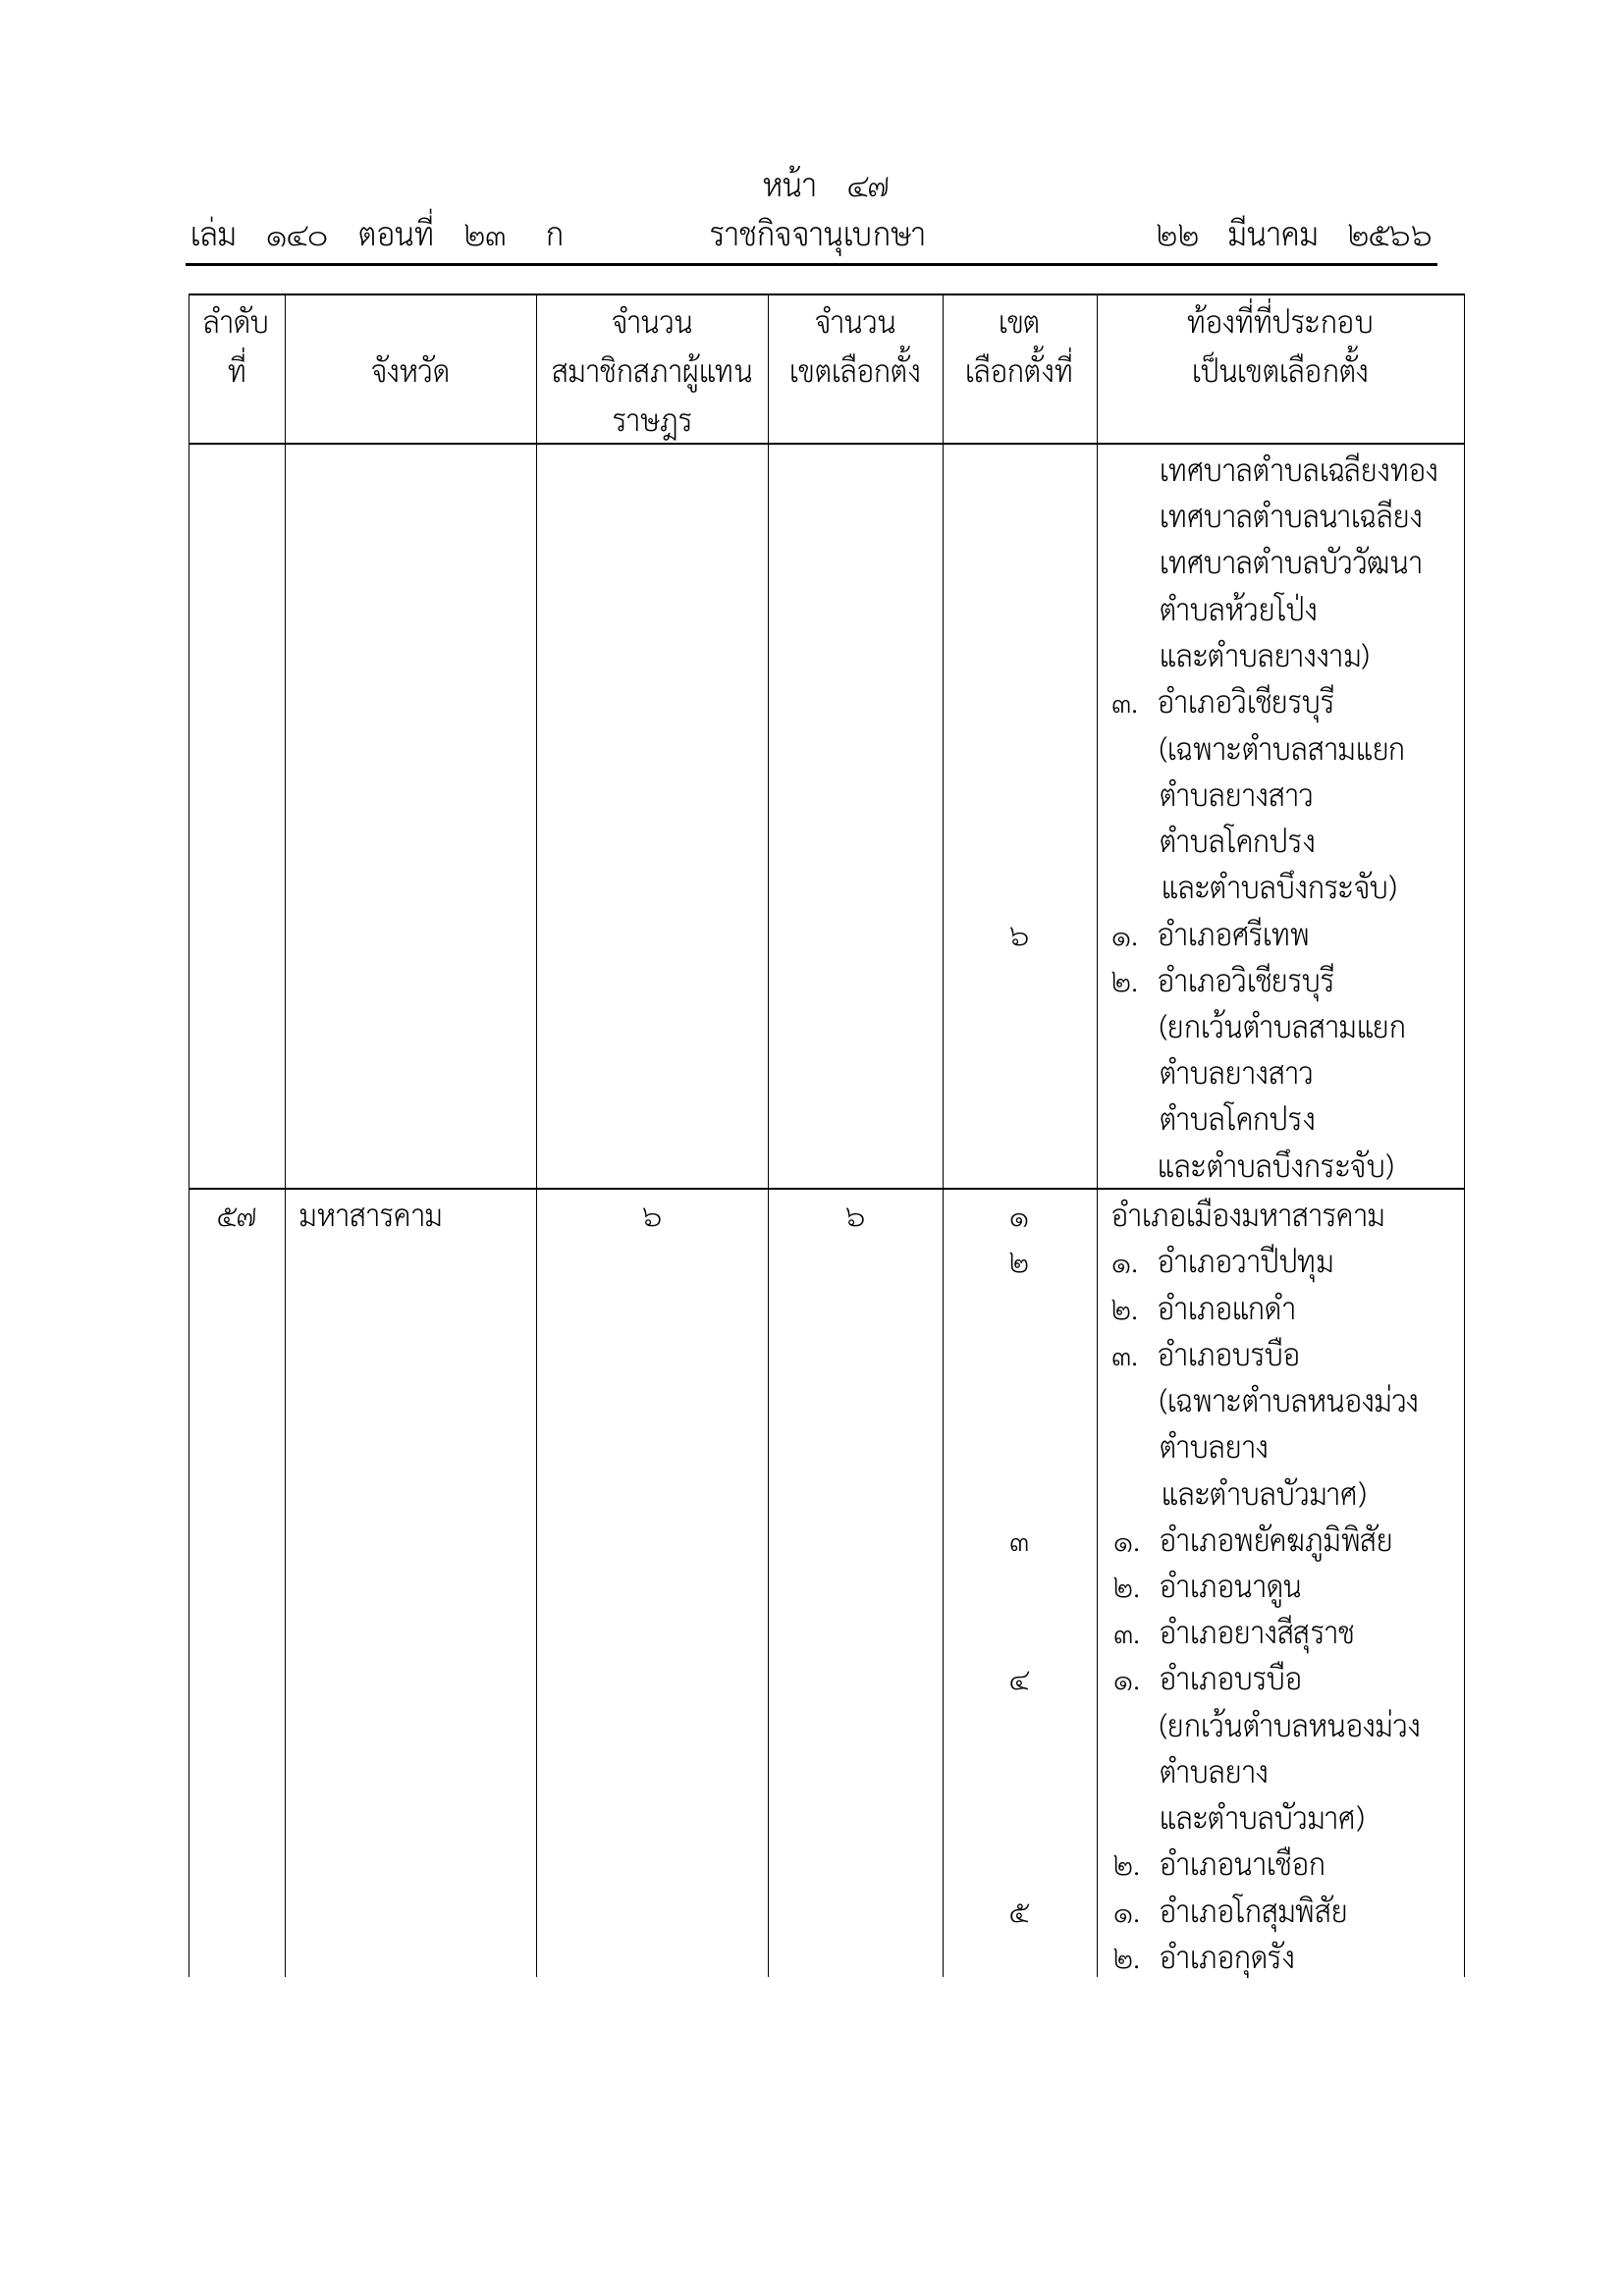 หน้า ๔๗
เล่ม ๑๔๐ ตอนที่ ๒๓ ก ราชกิจจานุเบกษา ๒๒ มีนาคม ๒๕๖๖
ลำดับ จำนวน จำนวน เขต ท้องที่ที่ประกอบ
ที่ จังหวัด สมาชิกสภาผู้แทน เขตเลือกตั้ง เลือกตั้งที่ เป็นเขตเลือกตั้ง
ราษฎร
เทศบาลตำบลเฉลียงทอง
เทศบาลตำบลนาเฉลียง
เทศบาลตำบลบัววัฒนา
ตำบลห้วยโป่ง
และตำบลยางงาม)
๓. อำเภอวิเชียรบุรี
(เฉพาะตำบลสามแยก
ตำบลยางสาว
ตำบลโคกปรง
และตำบลบึงกระจับ)
๖ ๑. อำเภอศรีเทพ
๒. อำเภอวิเชียรบุรี
(ยกเว้นตำบลสามแยก
ตำบลยางสาว
ตำบลโคกปรง
และตำบลบึงกระจับ)
๕๗ มหาสารคาม ๖ ๖ ๑ อำเภอเมืองมหาสารคาม
๒ ๑. อำเภอวาปีปทุม
๒. อำเภอแกดำ
๓. อำเภอบรบือ
(เฉพาะตำบลหนองม่วง
ตำบลยาง
และตำบลบัวมาศ)
๓ ๑. อำเภอพยัคฆภูมิพิสัย
๒. อำเภอนาดูน
๓. อำเภอยางสีสุราช
๔ ๑. อำเภอบรบือ
(ยกเว้นตำบลหนองม่วง
ตำบลยาง
และตำบลบัวมาศ)
๒. อำเภอนาเชือก
๕ ๑. อำเภอโกสุมพิสัย
๒. อำเภอกุดรัง